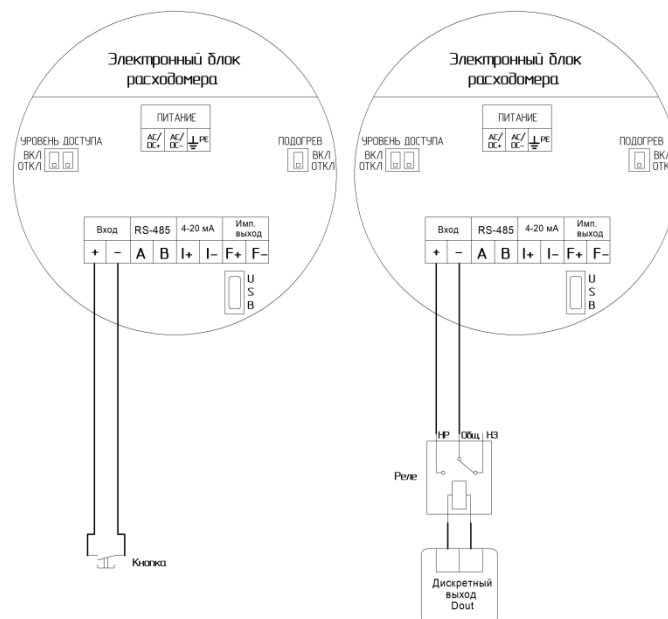 Электронный блок
расходомера
ПИТАНИЕ
AC/
DC+
AC/
DC-
PE
УРОВЕНЬ ДОСТУПА
ВКЛ
ОТКЛ
ПОДОГРЕВ
ВКЛ
ОТКЛ
Вход
RS-485
4-20 мА
Имп.
выход
+ − A B I+ I− F+ F−
U
S
B
Кнопка
Электронный блок
расходомера
ПИТАНИЕ
AC/
DC+
AC/
DC-
PE
УРОВЕНЬ ДОСТУПА
ВКЛ
ОТКЛ
ПОДОГРЕВ
ВКЛ
ОТКЛ
Вход
RS-485
4-20 мА
Имп.
выход
+ − A B I+ I− F+ F−
U
S
B
НР Общ. НЗ
Реле
Дискретный
выход
Dout